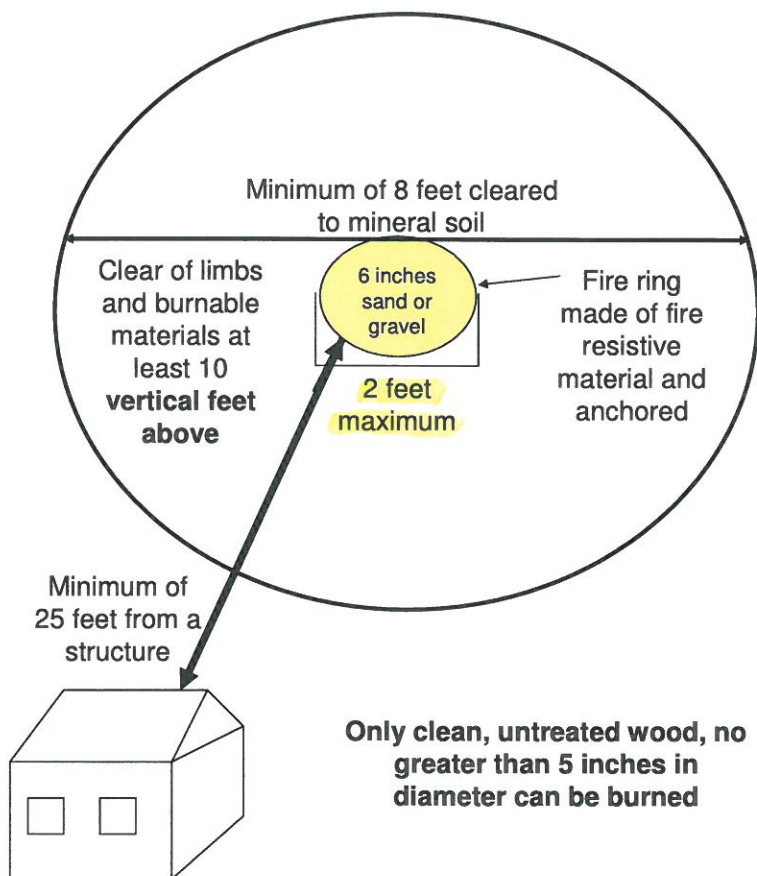 Minimum of 8 feet cleared
to mineral soil
Clear of limbs
and burnable
materials at
least 10
vertical feet
above
6 inches
sand or
gravel
Fire ring
made of fire
resistive
material and
anchored
2 feet
maximum
Minimum of
25 feet from a
structure
Only clean, untreated wood, no
greater than 5 inches in
diameter can be burned